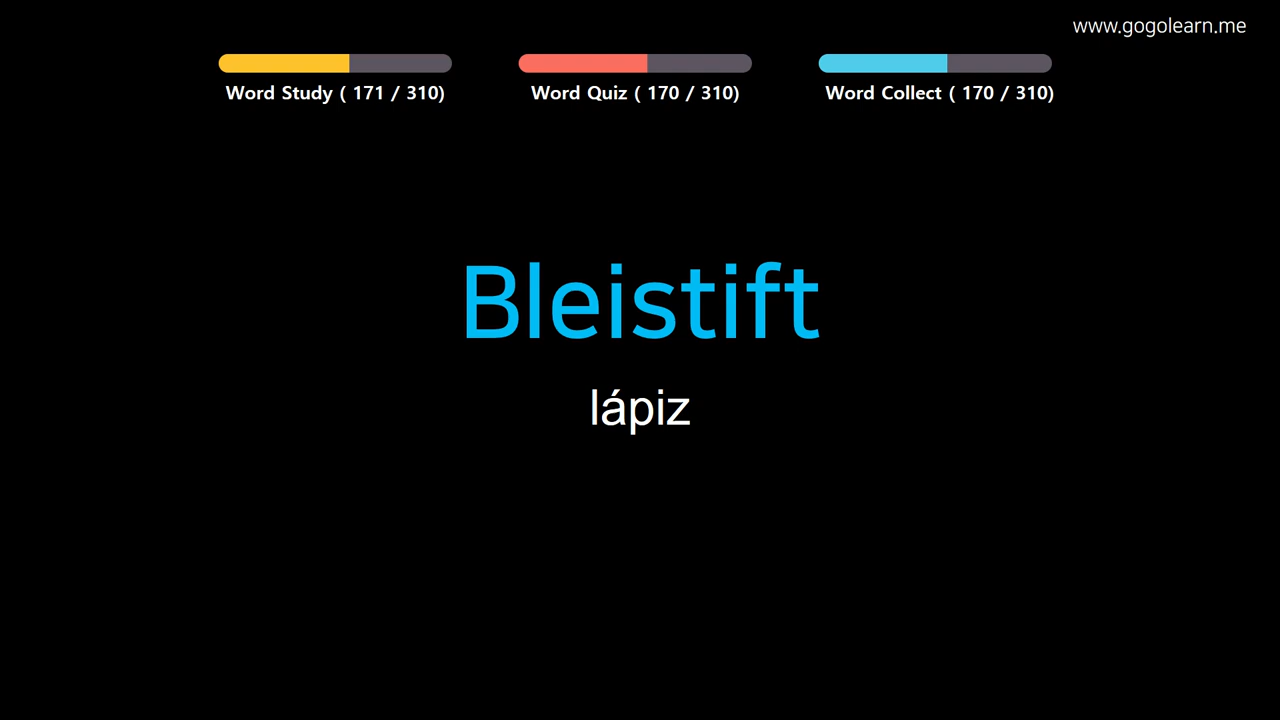 www.gogolearn.me
Word Study ( 171 / 310)
Word Quiz ( 170 / 310)
Word Collect ( 170 / 310)
Bleistift
lápiz